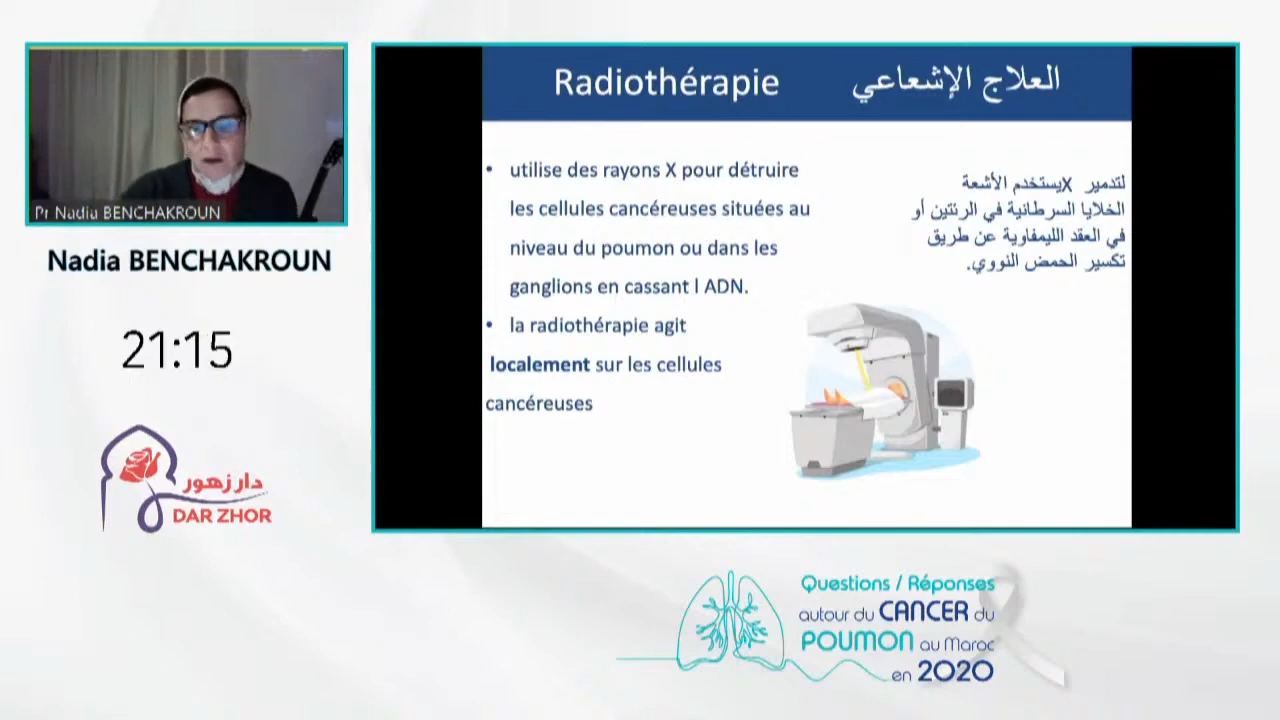 Pr Nadia BENCHAKROUN
Nadia BENCHAKROUN
21:15
دار زهور
DAR ZHOR
Radiothérapie العلاج الإشعاعي
• utilise des rayons X pour détruire
les cellules cancéreuses situées au
niveau du poumon ou dans les
ganglions en cassant l ADN.
• la radiothérapie agit
localement sur les cellules
cancéreuses
لتدمير Xيستخدم الأشعة
الخلايا السرطانية في الرئتين أو
في العقد الليمفاوية عن طريق
تكسير الحمض النووي.
Questions / Réponses
autour du CANCER du
POUMON au Maroc
en 2020